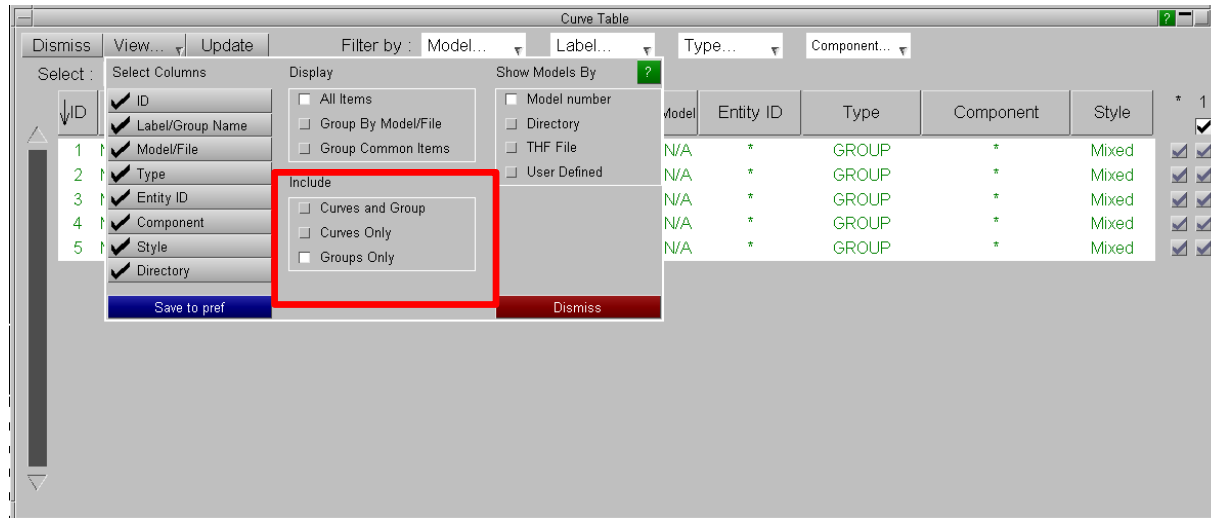 Curve Table
?
Dismiss View... Update Filter by : Model... Label... Type... Component...
Select :
Select Columns
ID
Label/Group Name
Model/File
Type
Entity ID
Component
Style
Directory
Save to pref
Display
All Items
Group By Model/File
Group Common Items
Include
Curves and Group
Curves Only
Groups Only
Show Models By ?
Model number
Directory
THF File
User Defined
Dismiss
ID Model Entity ID Type Component Style * 1
1 N/A * GROUP * Mixed
2 N/A * GROUP * Mixed
3 N/A * GROUP * Mixed
4 N/A * GROUP * Mixed
5 N/A * GROUP * Mixed